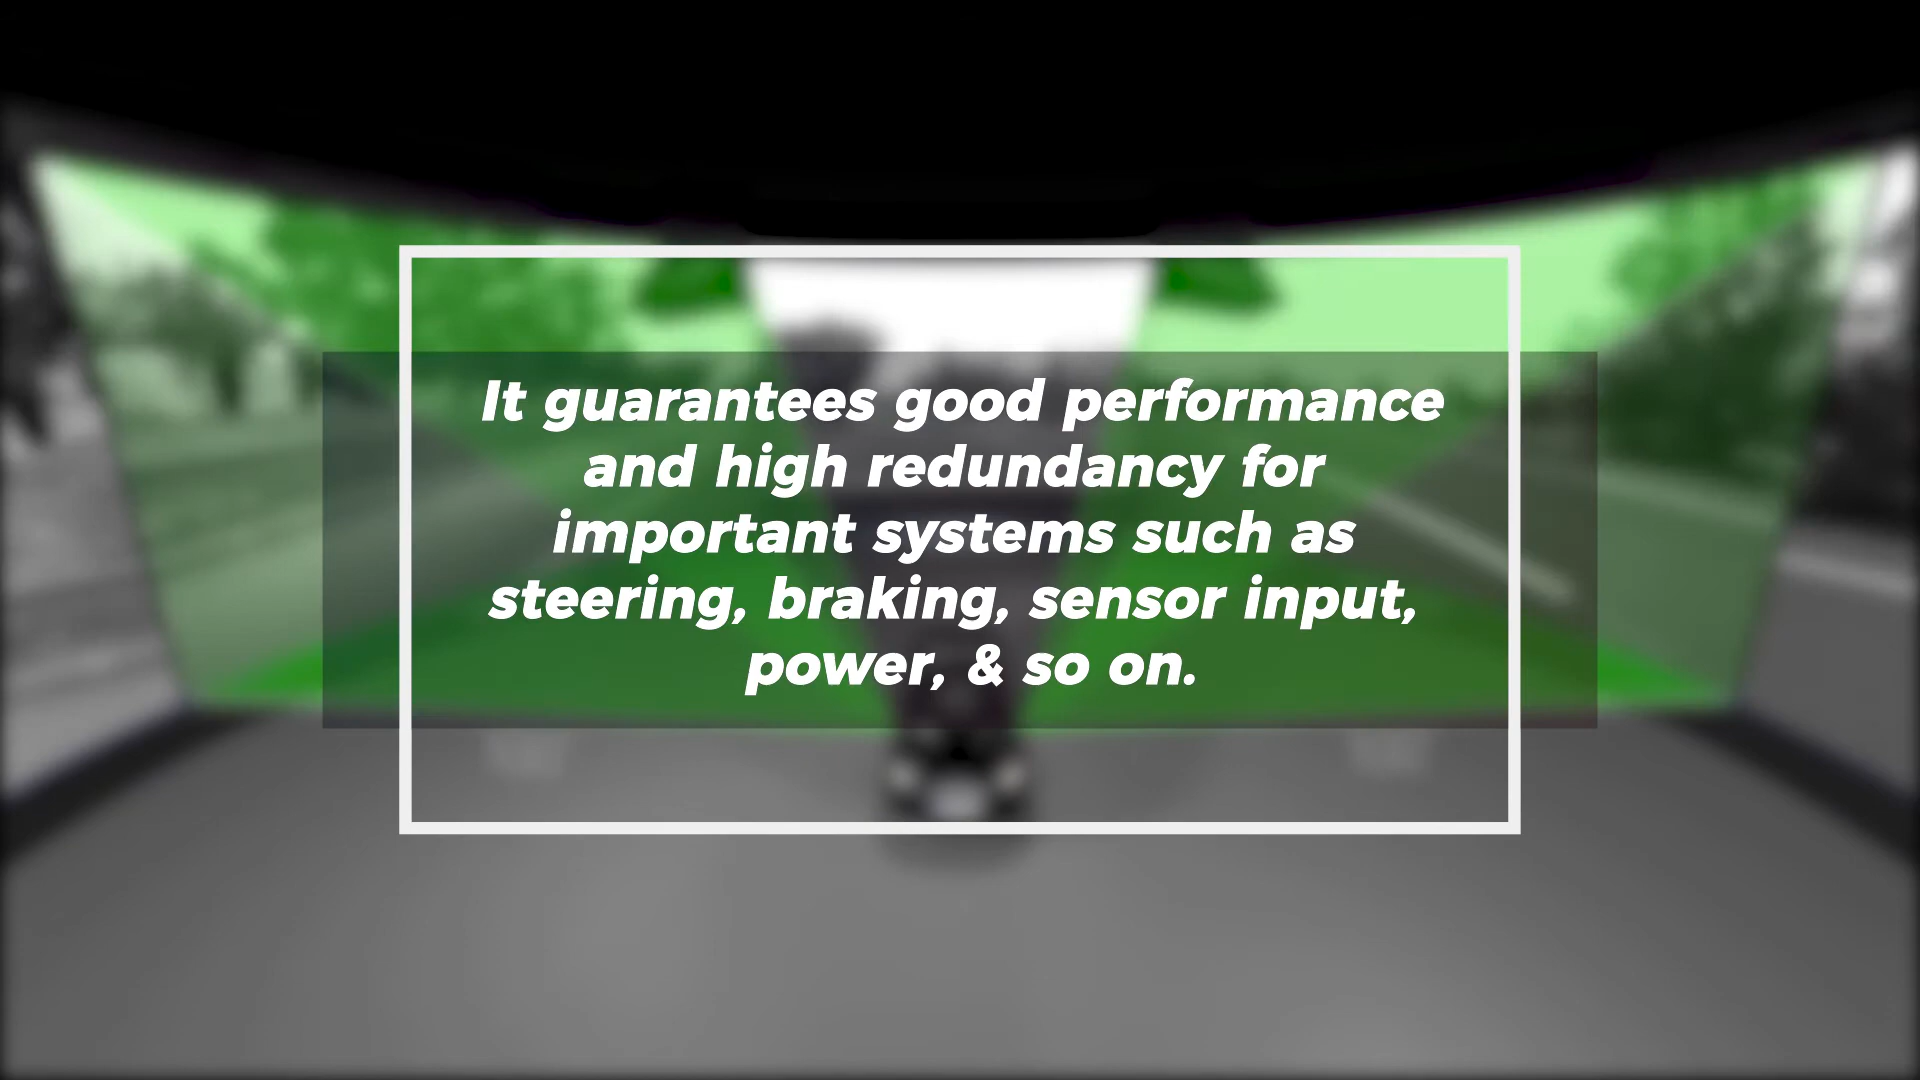 It guarantees good performance
and high redundancy for
important systems such as
steering, braking, sensor input,
power, & so on.